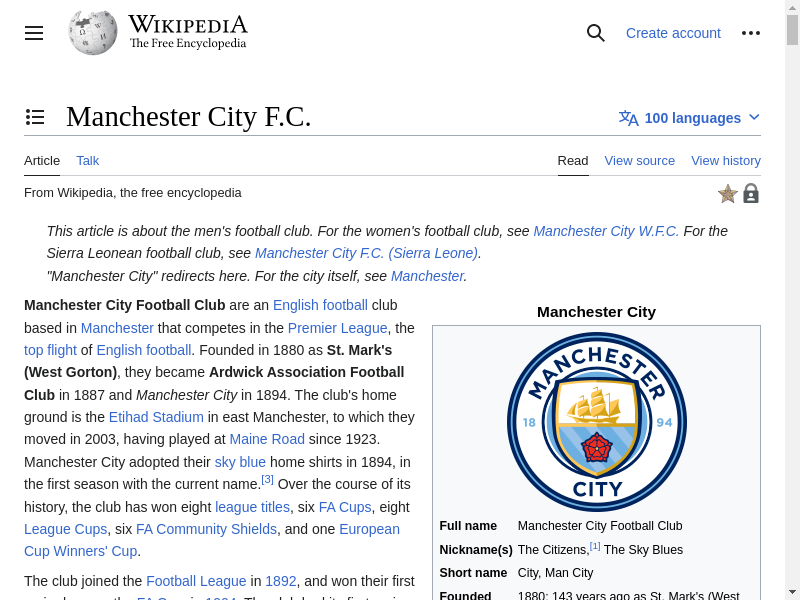 WIKIPEDIA
The Free Encyclopedia
Create account
Manchester City F.C.
100 languages
Article Talk Read View source View history
From Wikipedia, the free encyclopedia
This article is about the men's football club. For the women's football club, see Manchester City W.F.C. For the
Sierra Leonean football club, see Manchester City F.C. (Sierra Leone).
"Manchester City" redirects here. For the city itself, see Manchester.
Manchester City Football Club are an English football club
based in Manchester that competes in the Premier League, the
top flight of English football. Founded in 1880 as St. Mark's
(West Gorton), they became Ardwick Association Football
Club in 1887 and Manchester City in 1894. The club's home
ground is the Etihad Stadium in east Manchester, to which they
moved in 2003, having played at Maine Road since 1923.
Manchester City adopted their sky blue home shirts in 1894, in
the first season with the current name.[3] Over the course of its
history, the club has won eight league titles, six FA Cups, eight
League Cups, six FA Community Shields, and one European
Cup Winners' Cup.
The club joined the Football League in 1892, and won their first
Manchester City
MANCHESTER
18 94
CITY
Full name Manchester City Football Club
Nickname(s) The Citizens,[1] The Sky Blues
Short name City, Man City
Founded 1880; 143 years ago as St. Mark's (West